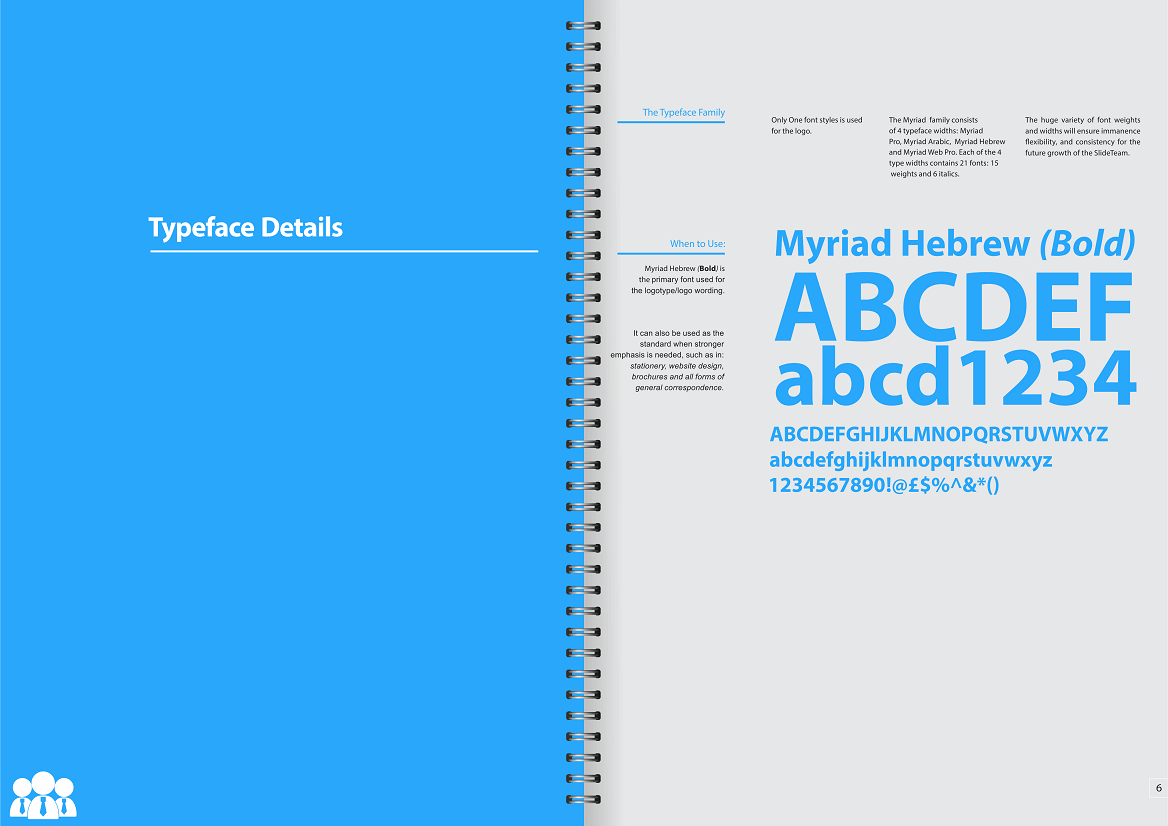 Typeface Details
The Typeface Family
Only One font styles is used
for the logo.
The Myriad family consists
of 4 typeface widths: Myriad
Pro, Myriad Arabic, Myriad Hebrew
and Myriad Web Pro. Each of the 4
type widths contains 21 fonts: 15
weights and 6 italics.
The huge variety of font weights
and widths will ensure immanence
flexibility, and consistency for the
future growth of the SlideTeam.
When to Use:
Myriad Hebrew (Bold) is
the primary font used for
the logotype/logo wording.
It can also be used as the
standard when stronger
emphasis is needed, such as in:
stationery, website design,
brochures and all forms of
general correspondence.
Myriad Hebrew (Bold)
ABCDEF
abcd1234
ABCDEFGHIJKLMNOPQRSTUVWXYZ
abcdefghijklmnopqrstuvwxyz
1234567890!@£$%^&*()
6